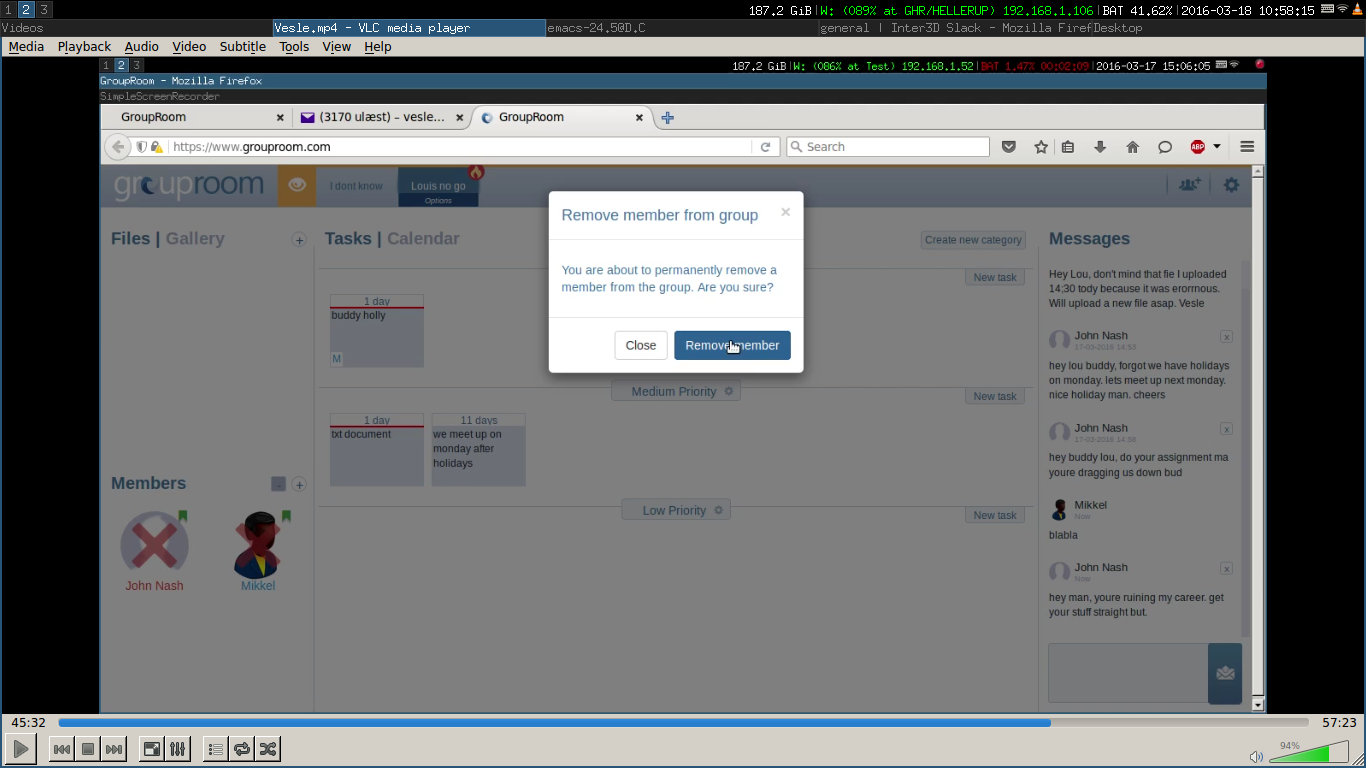 1 2 3
187.2 GiB|W: (089% at GHR/HELLERUP) 192.168.1.106|BAT 41.62%|2016-03-18 10:58:15
Videos
Vesle.mp4 - VLC media player
emacs-24.5@D.C
general | Inter3D Slack - Mozilla Firef
Desktop
Media Playback Audio Video Subtitle Tools View Help
1 2 3
187.2 GiB|W: (086% at Test) 192.168.1.52|BAT 1.47% 00:02:09|2016-03-17 15:06:05
GroupRoom - Mozilla Firefox
SimpleScreenRecorder
GroupRoom
(3170 ulæst) – vesle...
GroupRoom
https://www.grouproom.com
Search
ABP
grouproom
I dont know
Louis no go
Options
Remove member from group
×
You are about to permanently remove a
member from the group. Are you sure?
Close
Remove member
Files | Gallery
+
Tasks | Calendar
Create new category
New task
1 day
buddy holly
M
Medium Priority
New task
1 day
txt document
11 days
we meet up on
monday after
holidays
Low Priority
New task
Members
-
+
John Nash
Mikkel
Messages
Hey Lou, don't mind that fie I uploaded
14:30 tody because it was erormous.
Will upload a new file asap. Vesle
John Nash
x
17-03-2016 14:53
hey lou buddy, forgot we have holidays
on monday. lets meet up next monday.
nice holiday man. cheers
John Nash
x
17-03-2016 14:38
hey buddy lou, do your assignment ma
youre dragging us down bud
Mikkel
Now
blabla
John Nash
x
Now
hey man, youre ruining my career. get
your stuff straight but.
45:32
57:23
94%